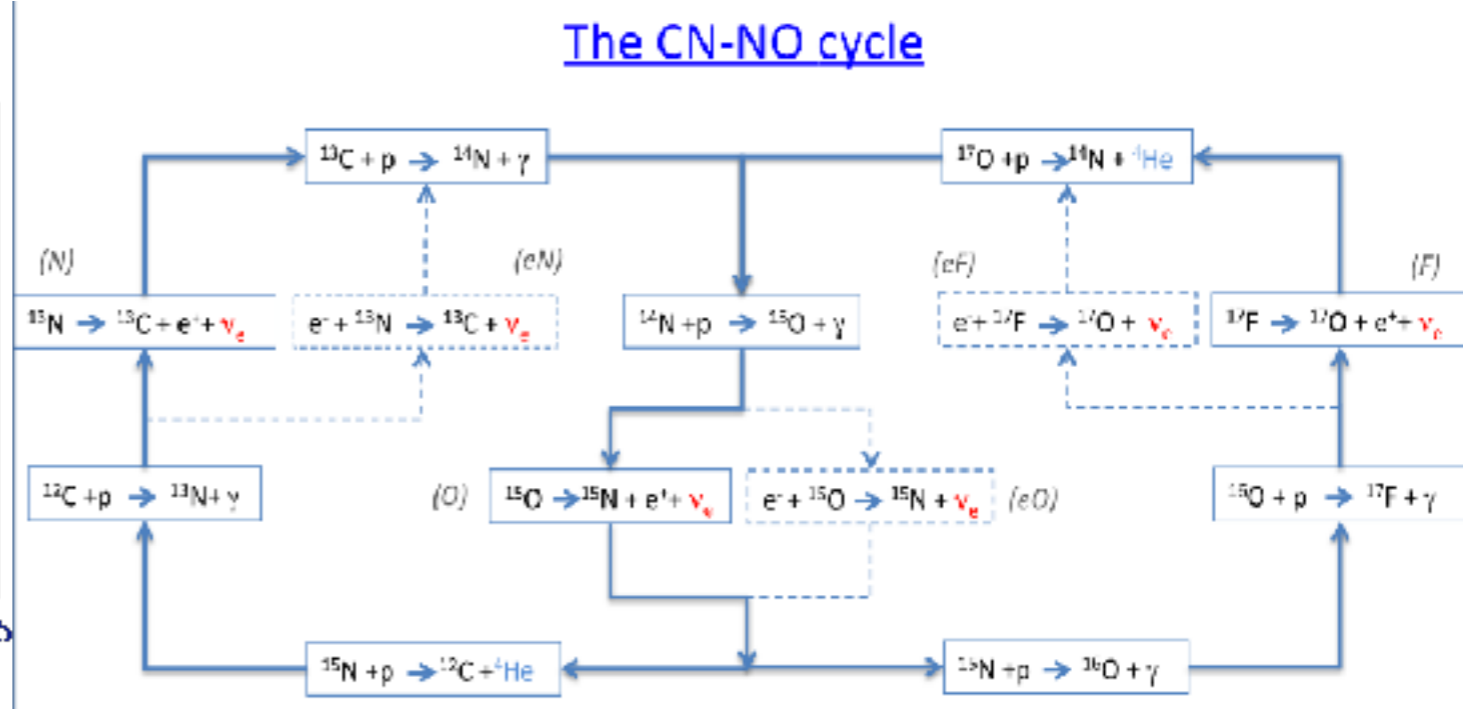 The CN-NO cycle
¹³C + p → ¹⁴N + γ
¹⁷O +p →¹⁴N + ⁴He
(N)
(eN)
(eF)
(F)
¹³N → ¹³C + e⁺+ νₑ
e⁻ + ¹³N → ¹³C + νₑ
¹⁴N +p → ¹⁵O + γ
e⁻+ ¹⁷F → ¹⁷O + νₑ
¹⁷F → ¹⁷O + e⁺+ νₑ
¹²C +p → ¹³N+ γ
(O)
¹⁵O →¹⁵N + e⁺+ νₑ
e⁻ + ¹⁵O → ¹⁵N + νₑ
(eO)
¹⁶O + p → ¹⁷F + γ
¹⁵N +p →¹²C +⁴He
¹⁵N +p → ¹⁶O + γ